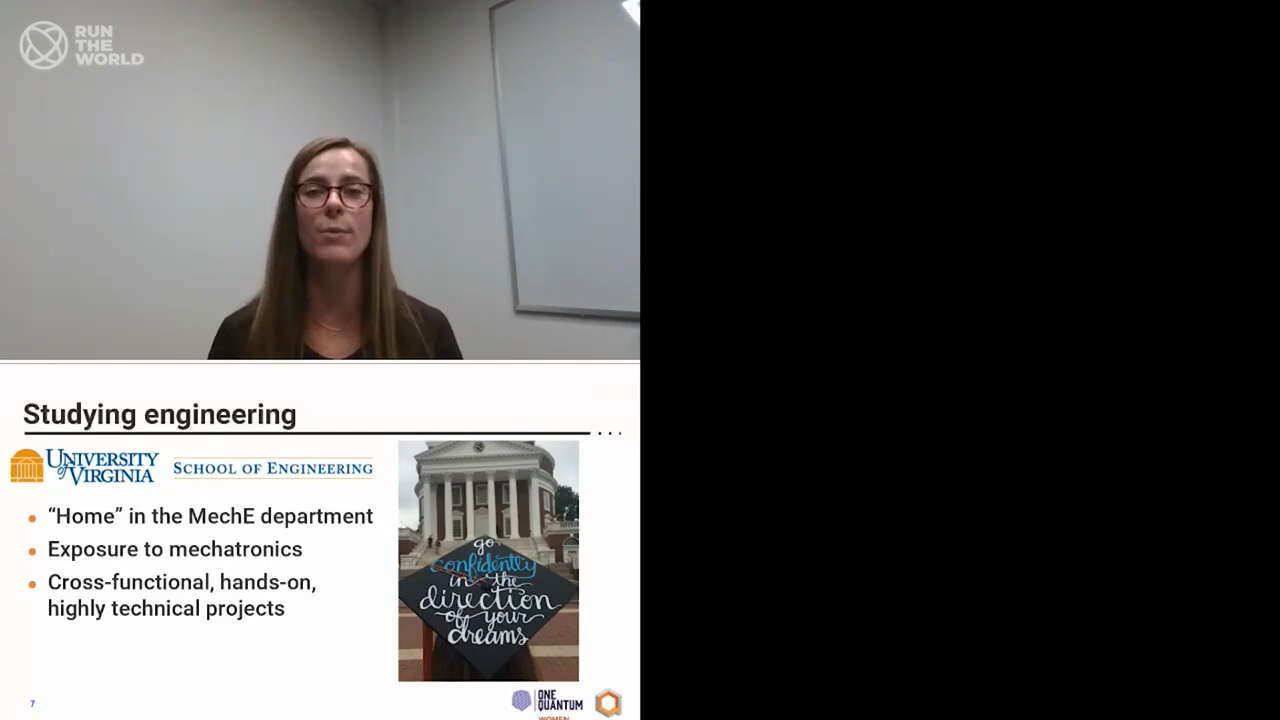 RUN
THE
WORLD
Studying engineering
UNIVERSITY of VIRGINIA
SCHOOL OF ENGINEERING
• “Home” in the MechE department
• Exposure to mechatronics
• Cross-functional, hands-on,
highly technical projects
go
confidently
in the
direction
of your
dreams
7
ONE
QUANTUM
WOMEN